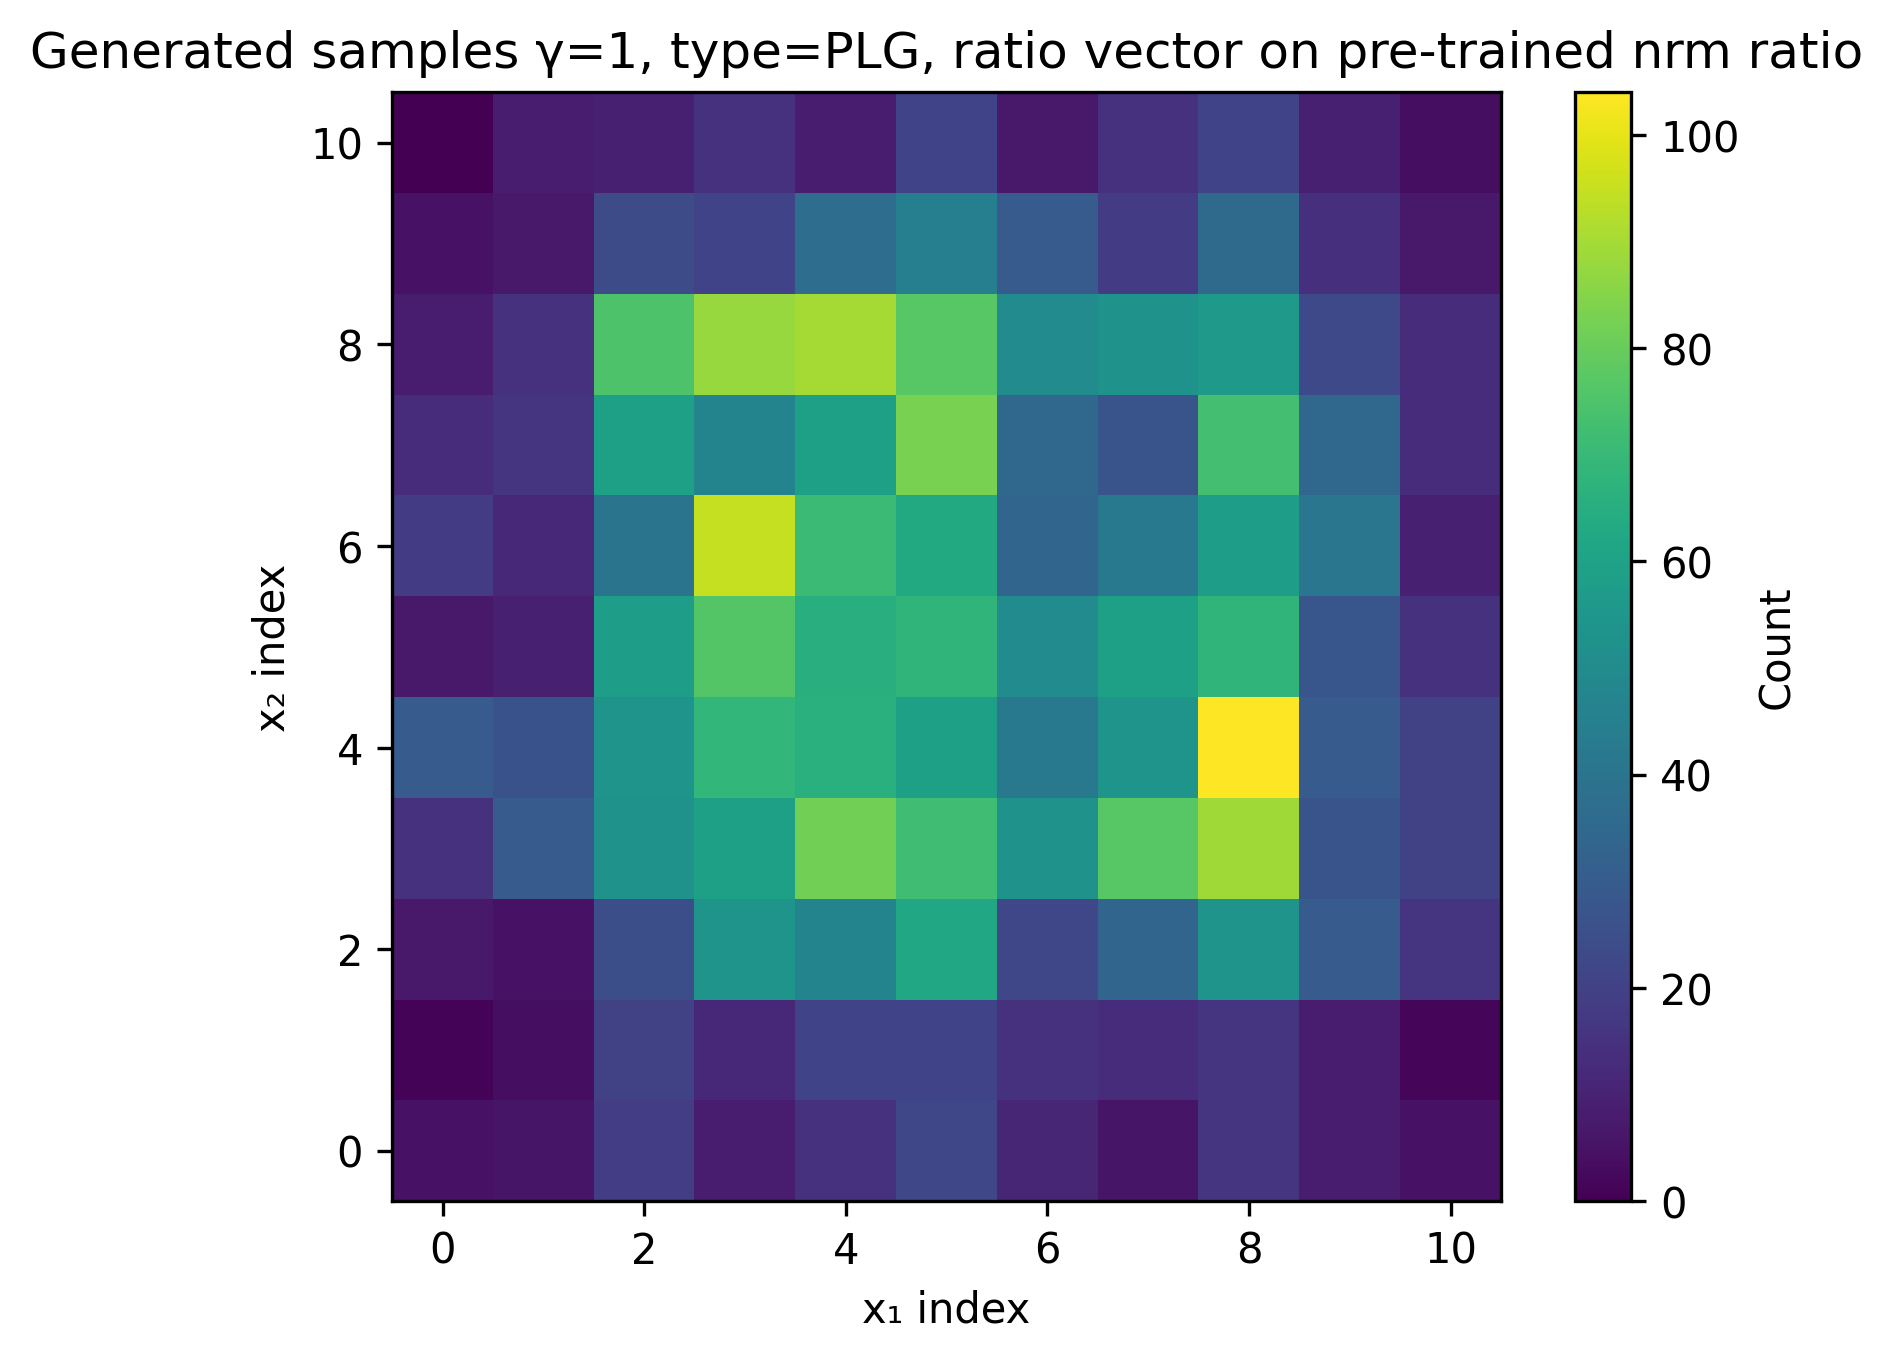 Generated samples γ=1, type=PLG, ratio vector on pre-trained nrm ratio
10
8
6
4
2
0
x₂ index
0 2 4 6 8 10
x₁ index
100
80
60
40
20
0
Count